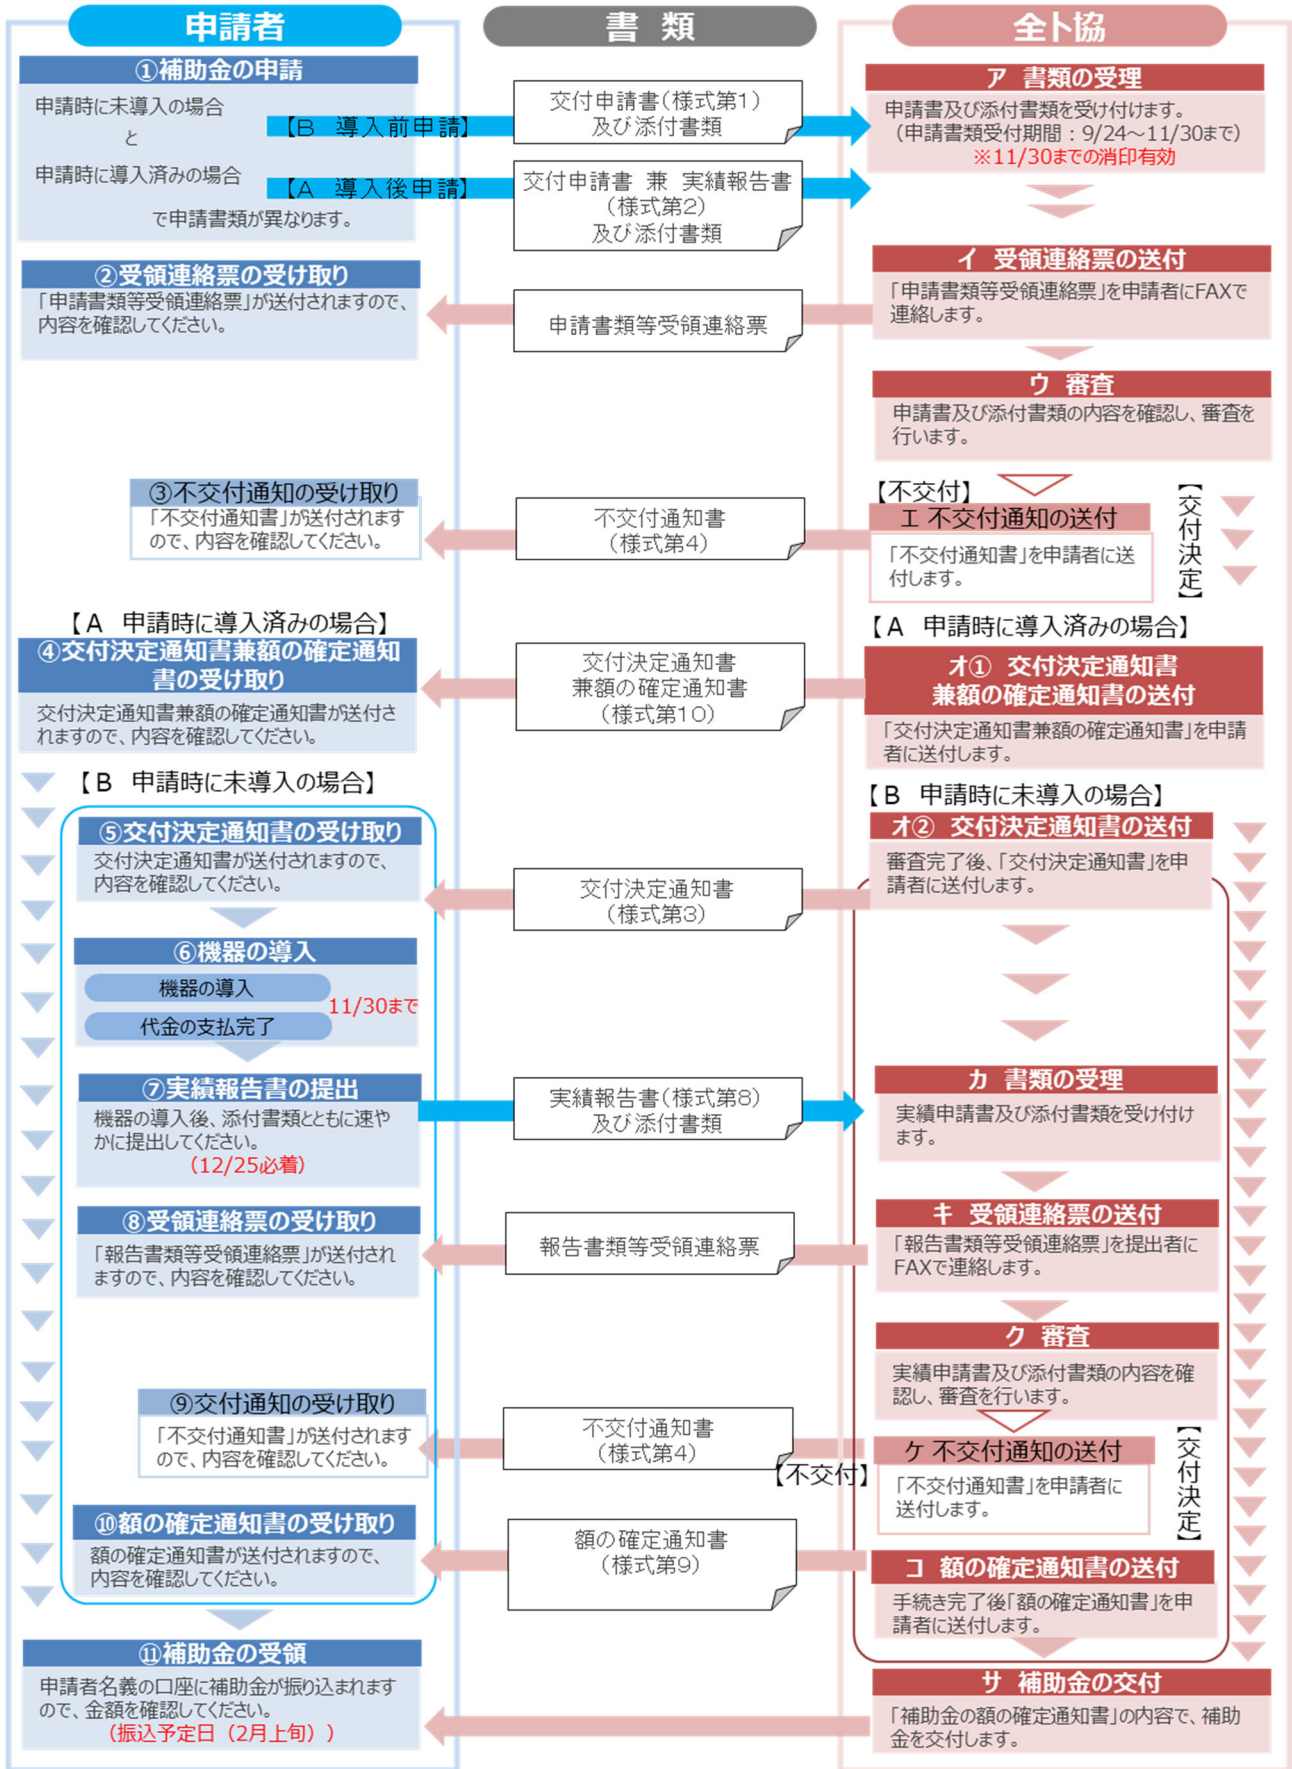 申請者
書 類
全ト協
①補助金の申請
申請時に未導入の場合
と
申請時に導入済みの場合
で申請書類が異なります。
【B 導入前申請】
【A 導入後申請】
交付申請書(様式第1)
及び添付書類
交付申請書 兼 実績報告書
(様式第2)
及び添付書類
ア 書類の受理
申請書及び添付書類を受け付けます。
(申請書類受付期間：9/24～11/30まで)
※11/30までの消印有効
②受領連絡票の受け取り
「申請書類等受領連絡票」が送付されますので、
内容を確認してください。
申請書類等受領連絡票
イ 受領連絡票の送付
「申請書類等受領連絡票」を申請者にFAXで
連絡します。
ウ 審査
申請書及び添付書類の内容を確認し、審査を
行います。
③不交付通知の受け取り
「不交付通知書」が送付されます
ので、内容を確認してください。
不交付通知書
(様式第4)
【不交付】
エ 不交付通知の送付
「不交付通知書」を申請者に送
付します。
【交付決定】
【A 申請時に導入済みの場合】
④交付決定通知書兼額の確定通知
書の受け取り
交付決定通知書兼額の確定通知書が送付さ
れますので、内容を確認してください。
交付決定通知書
兼額の確定通知書
(様式第10)
【A 申請時に導入済みの場合】
オ① 交付決定通知書
兼額の確定通知書の送付
「交付決定通知書兼額の確定通知書」を申請
者に送付します。
【B 申請時に未導入の場合】
⑤交付決定通知書の受け取り
交付決定通知書が送付されますので、
内容を確認してください。
交付決定通知書
(様式第3)
【B 申請時に未導入の場合】
オ② 交付決定通知書の送付
審査完了後、「交付決定通知書」を申
請者に送付します。
⑥機器の導入
機器の導入
代金の支払完了
11/30まで
⑦実績報告書の提出
機器の導入後、添付書類とともに速や
かに提出してください。
(12/25必着)
実績報告書(様式第8)
及び添付書類
カ 書類の受理
実績申請書及び添付書類を受け付け
ます。
⑧受領連絡票の受け取り
「報告書類等受領連絡票」が送付され
ますので、内容を確認してください。
報告書類等受領連絡票
キ 受領連絡票の送付
「報告書類等受領連絡票」を提出者に
FAXで連絡します。
ク 審査
実績申請書及び添付書類の内容を確
認し、審査を行います。
⑨交付通知の受け取り
「不交付通知書」が送付されます
ので、内容を確認してください。
不交付通知書
(様式第4)
【不交付】
ケ 不交付通知の送付
「不交付通知書」を申請者に
送付します。
【交付決定】
⑩額の確定通知書の受け取り
額の確定通知書が送付されますので、
内容を確認してください。
額の確定通知書
(様式第9)
コ 額の確定通知書の送付
手続き完了後「額の確定通知書」を申
請者に送付します。
⑪補助金の受領
申請者名義の口座に補助金が振り込まれます
ので、金額を確認してください。
(振込予定日（2月上旬）)
サ 補助金の交付
「補助金の額の確定通知書」の内容で、補助
金を交付します。